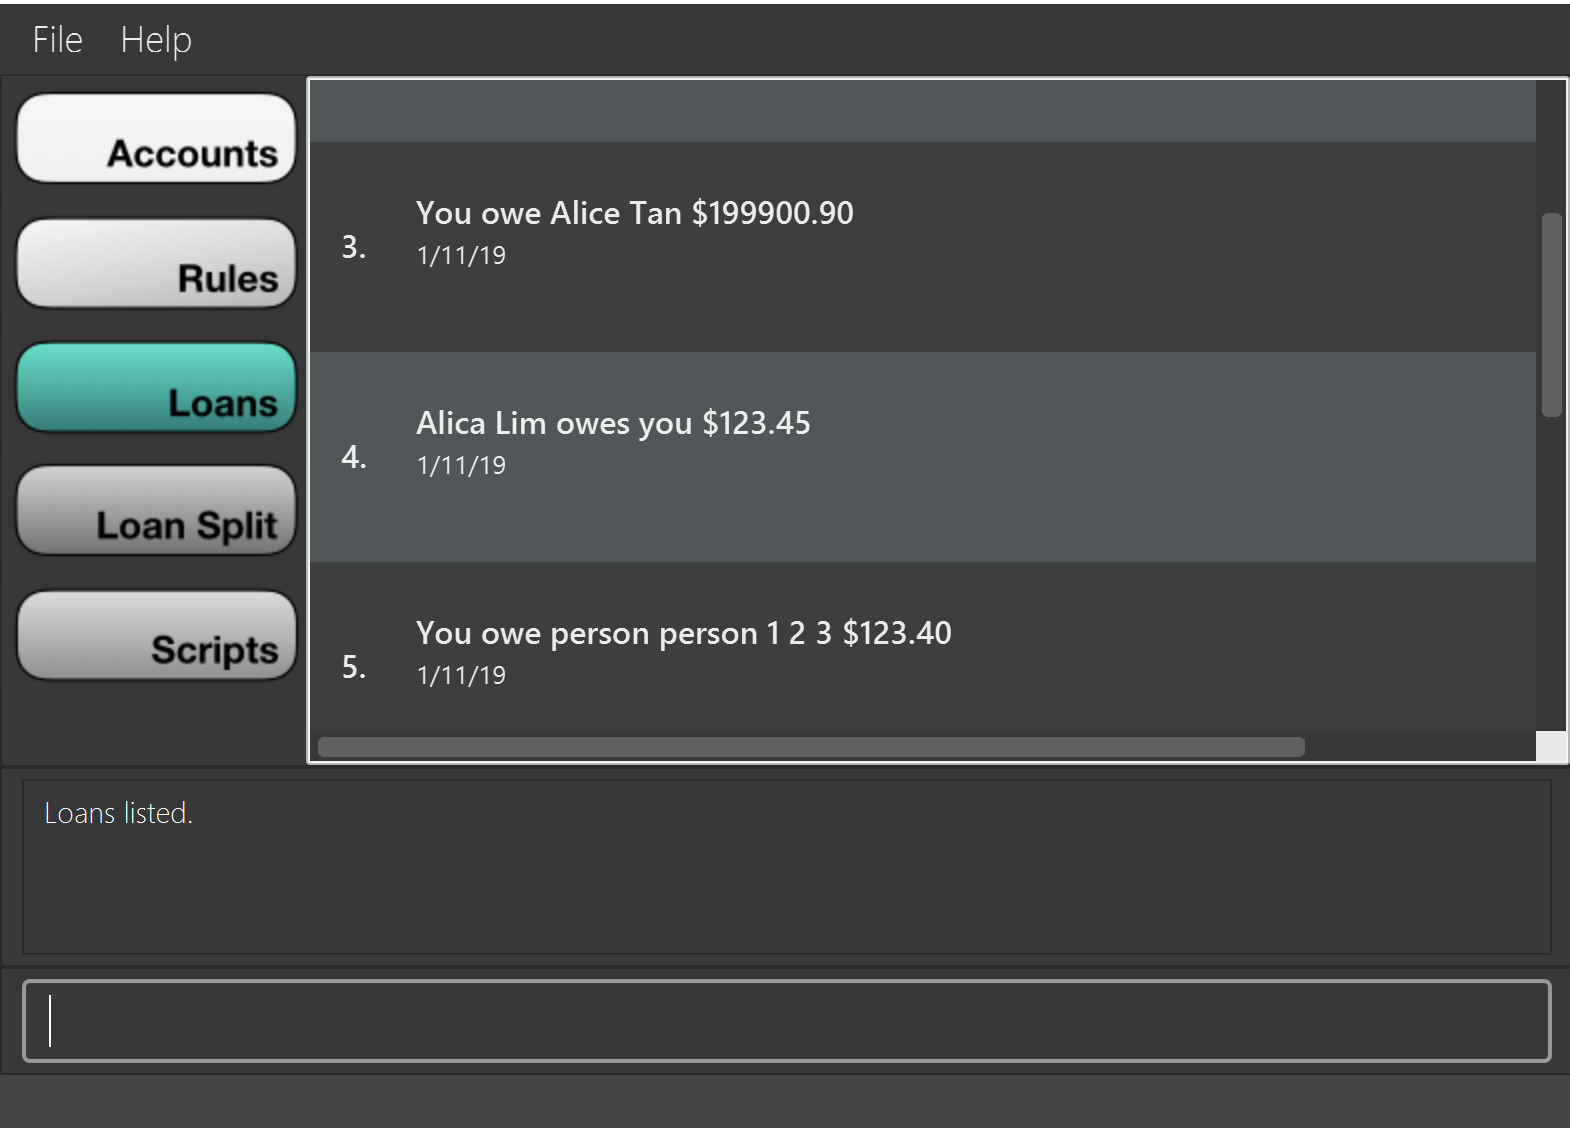 File Help
Accounts
Rules
Loans
Loan Split
Scripts
3.
You owe Alice Tan $199900.90
1/11/19
4.
Alica Lim owes you $123.45
1/11/19
5.
You owe person person 1 2 3 $123.40
1/11/19
Loans listed.